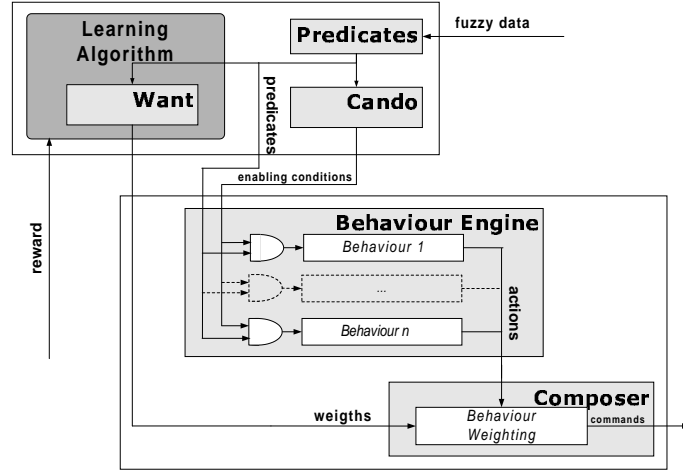 Learning
Algorithm
Want
Predicates
fuzzy data
Cando
predicates
enabling conditions
reward
Behaviour Engine
Behaviour 1
...
Behaviour n
actions
Composer
weigths
Behaviour
Weighting
commands